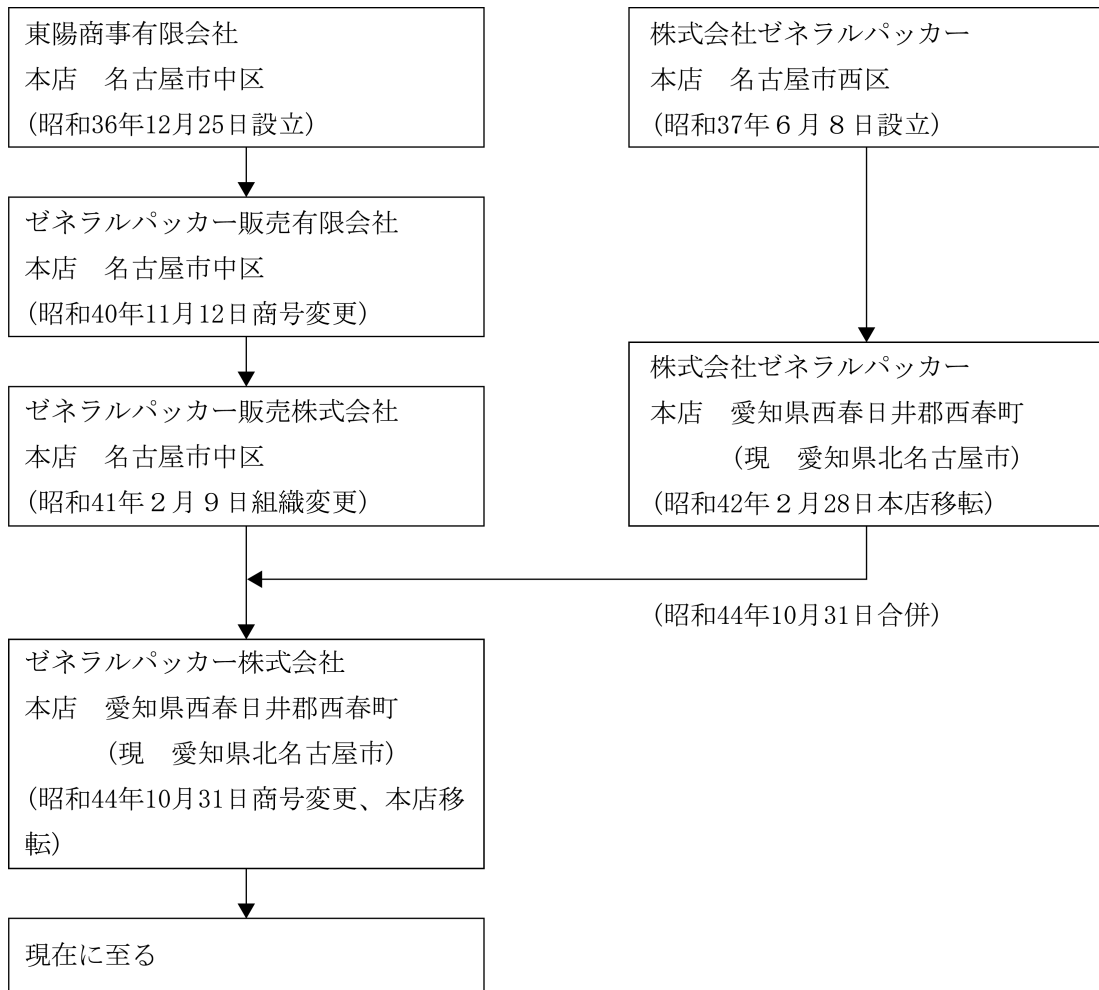 東陽商事有限会社
本店　名古屋市中区
(昭和36年12月25日設立)
ゼネラルパッカー販売有限会社
本店　名古屋市中区
(昭和40年11月12日商号変更)
ゼネラルパッカー販売株式会社
本店　名古屋市中区
(昭和41年２月９日組織変更)
株式会社ゼネラルパッカー
本店　名古屋市西区
(昭和37年６月８日設立)
株式会社ゼネラルパッカー
本店　愛知県西春日井郡西春町
(現　愛知県北名古屋市)
(昭和42年２月28日本店移転)
(昭和44年10月31日合併)
ゼネラルパッカー株式会社
本店　愛知県西春日井郡西春町
(現　愛知県北名古屋市)
(昭和44年10月31日商号変更、本店移
転)
現在に至る